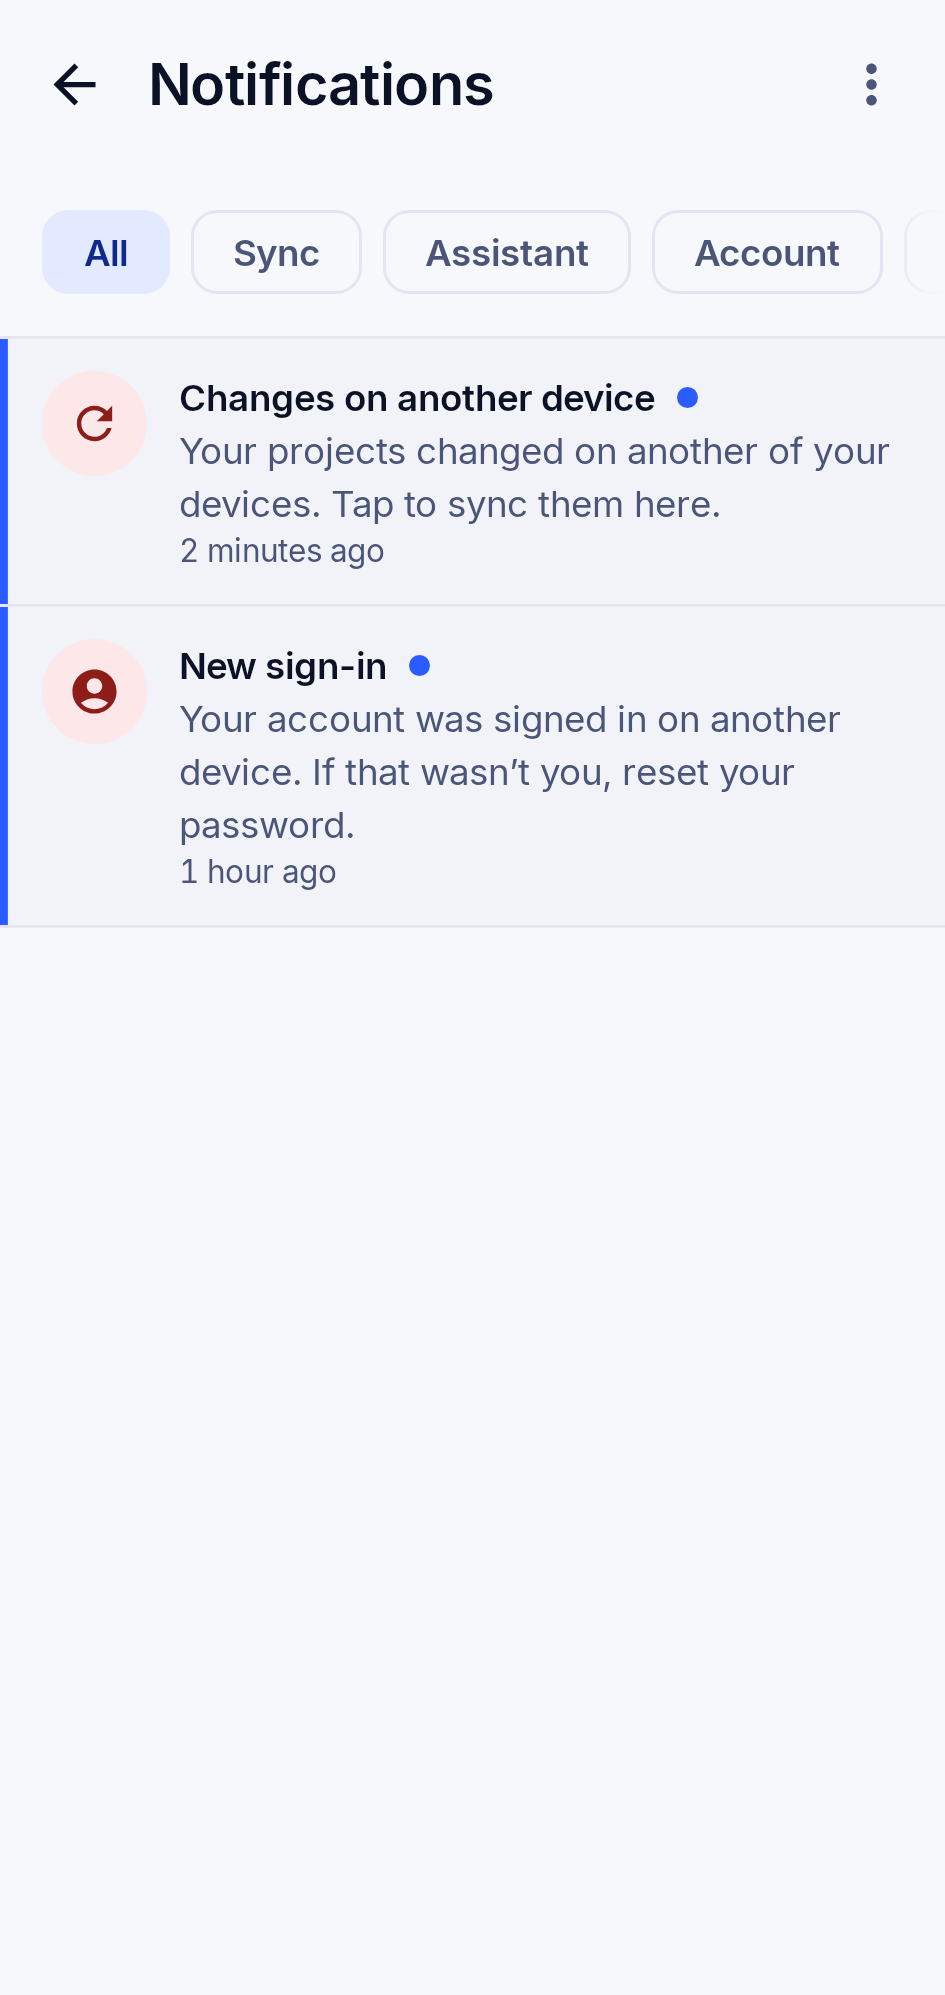 Notifications
All Sync Assistant Account
Changes on another device
Your projects changed on another of your
devices. Tap to sync them here.
2 minutes ago
New sign-in
Your account was signed in on another
device. If that wasn’t you, reset your
password.
1 hour ago